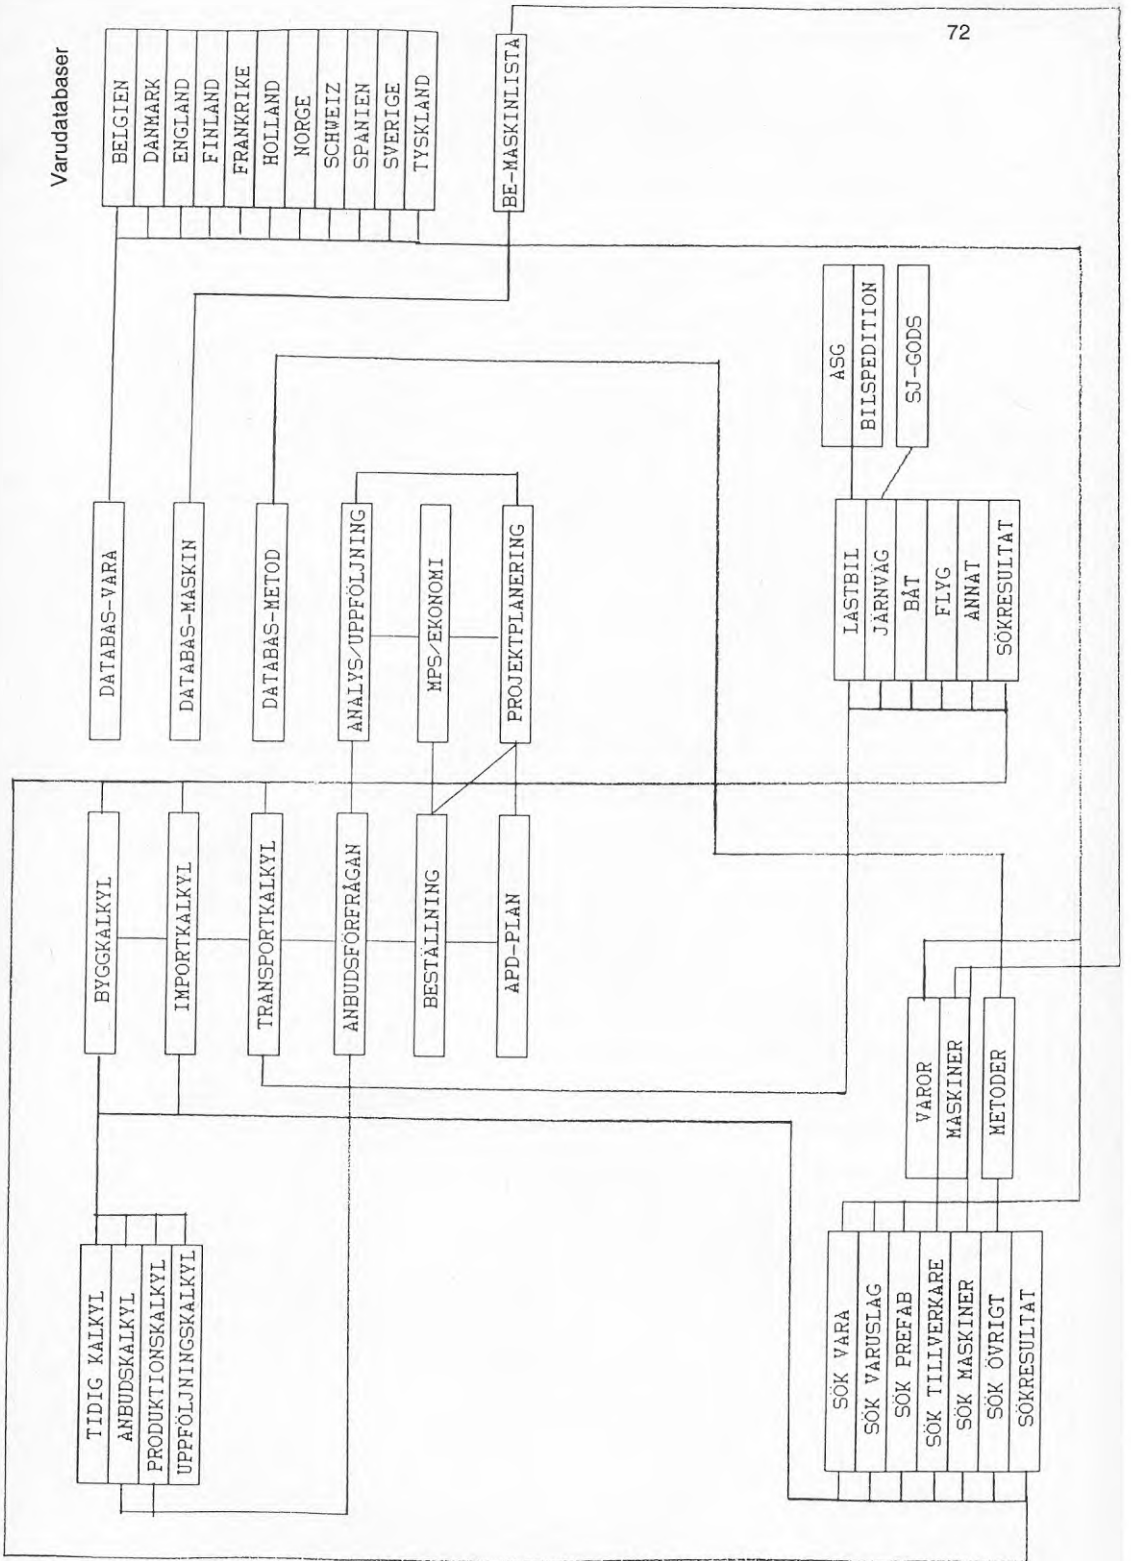 72
Varudatabaser
BELGIEN
DANMARK
ENGLAND
FINLAND
FRANKRIKE
HOLLAND
NORGE
SCHWEIZ
SPANIEN
SVERIGE
TYSKLAND
BE-MASKINLISTA
DATABAS-VARA
DATABAS-MASKIN
DATABAS-METOD
ANALYS/UPPFÖLJNING
MPS/EKONOMI
PROJEKTPLANERING
ASG
BILSPEDITION
SJ-GODS
LASTBIL
JÄRNVÄG
BÅT
FLYG
ANNAT
SÖKRESULTAT
BYGGKALKYL
IMPORTKALKYL
TRANSPORTKALKYL
ANBUDSFÖRFRÅGAN
BESTÄLLNING
APD-PLAN
VAROR
MASKINER
METODER
TIDIG KALKYL
ANBUDSKALKYL
PRODUKTIONSKALKYL
UPPFÖLJNINGSKALKYL
SÖK VARA
SÖK VARUSLAG
SÖK PREFAB
SÖK TILLVERKARE
SÖK MASKINER
SÖK ÖVRIGT
SÖKRESULTAT